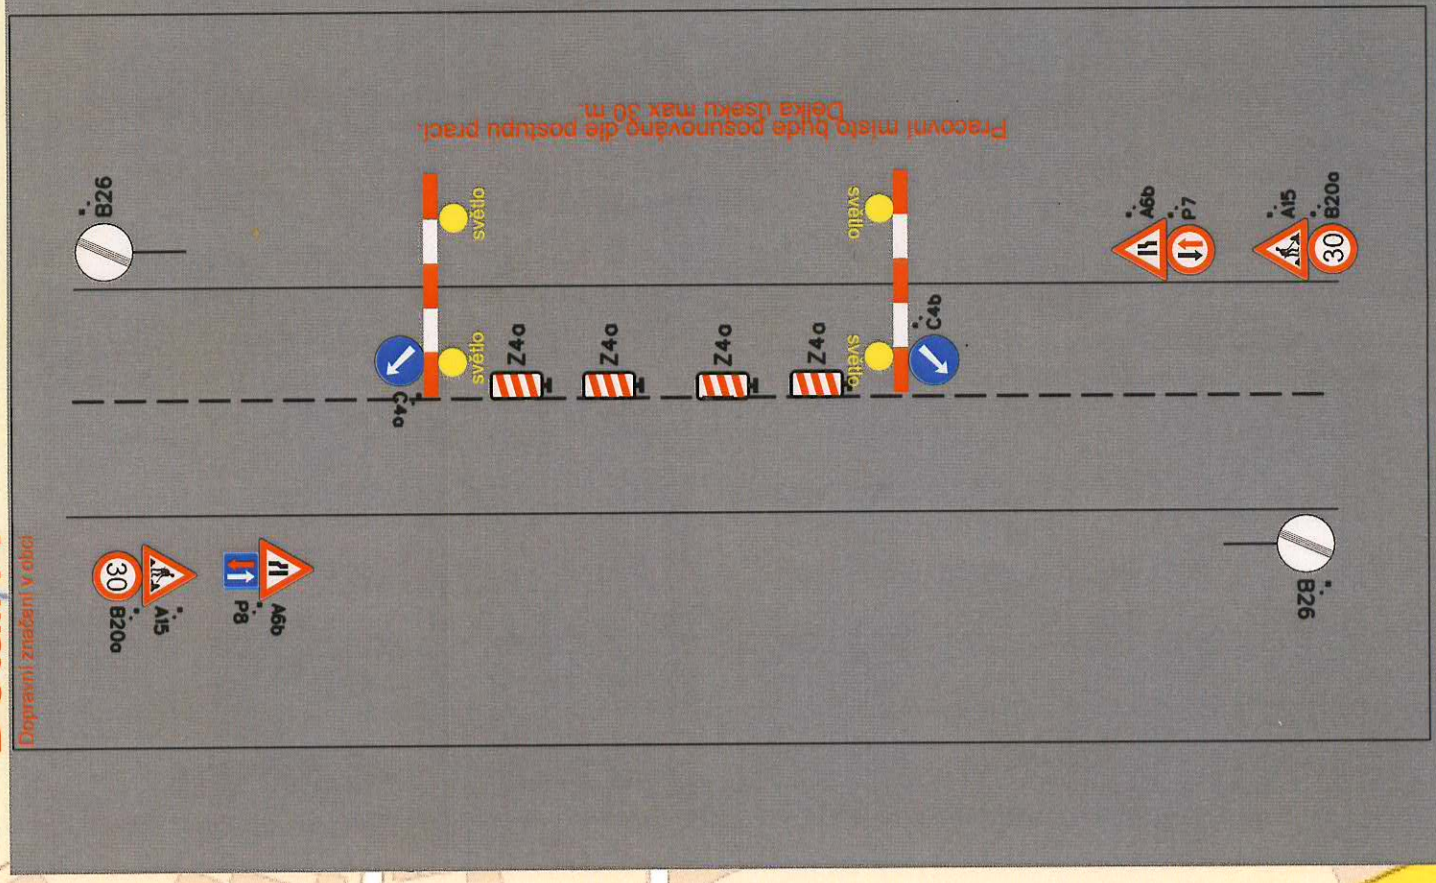 Dopravní značení v obci
Pracovní místo bude posunováno dle postupu prací.
Délka úseku max 30 m.
B26
světlo
světlo
C4a
Z4a
Z4a
Z4a
Z4a
světlo
světlo
C4b
A6b
P7
A15
B20a
30
30
B20a
A15
P8
A6b
B26